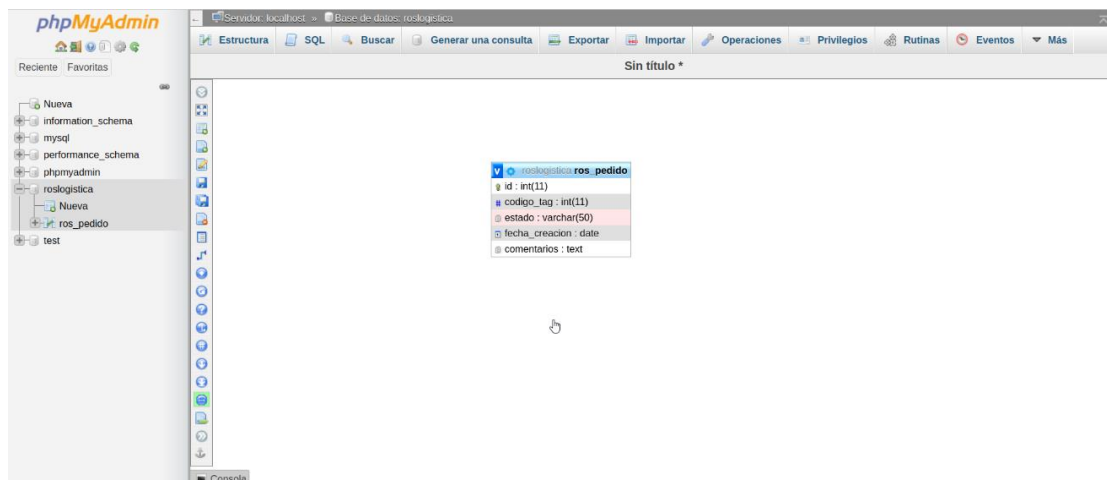 phpMyAdmin
Reciente Favoritas
Nueva
information_schema
mysql
performance_schema
phpmyadmin
roslogistica
Nueva
ros_pedido
test
Servidor: localhost » Base de datos: roslogistica
Estructura SQL Buscar Generar una consulta Exportar Importar Operaciones Privilegios Rutinas Eventos Más
Sin título *
V roslogistica ros_pedido
id : int(11)
# codigo_tag : int(11)
estado : varchar(50)
fecha_creacion : date
comentarios : text
Consola